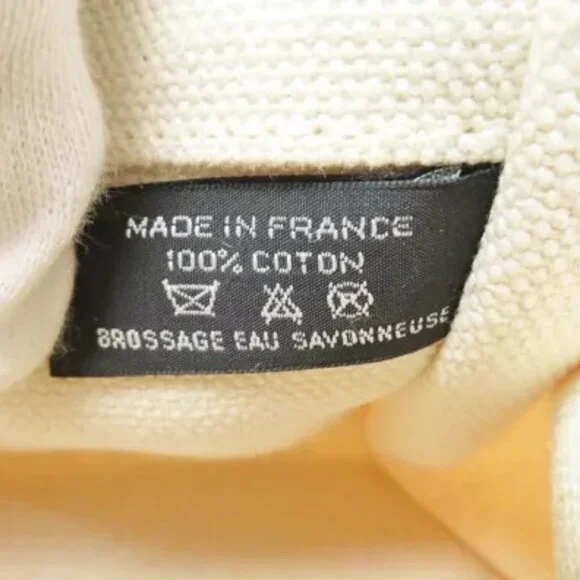 MADE IN FRANCE
100% COTON
BROSSAGE EAU SAVONNEUSE